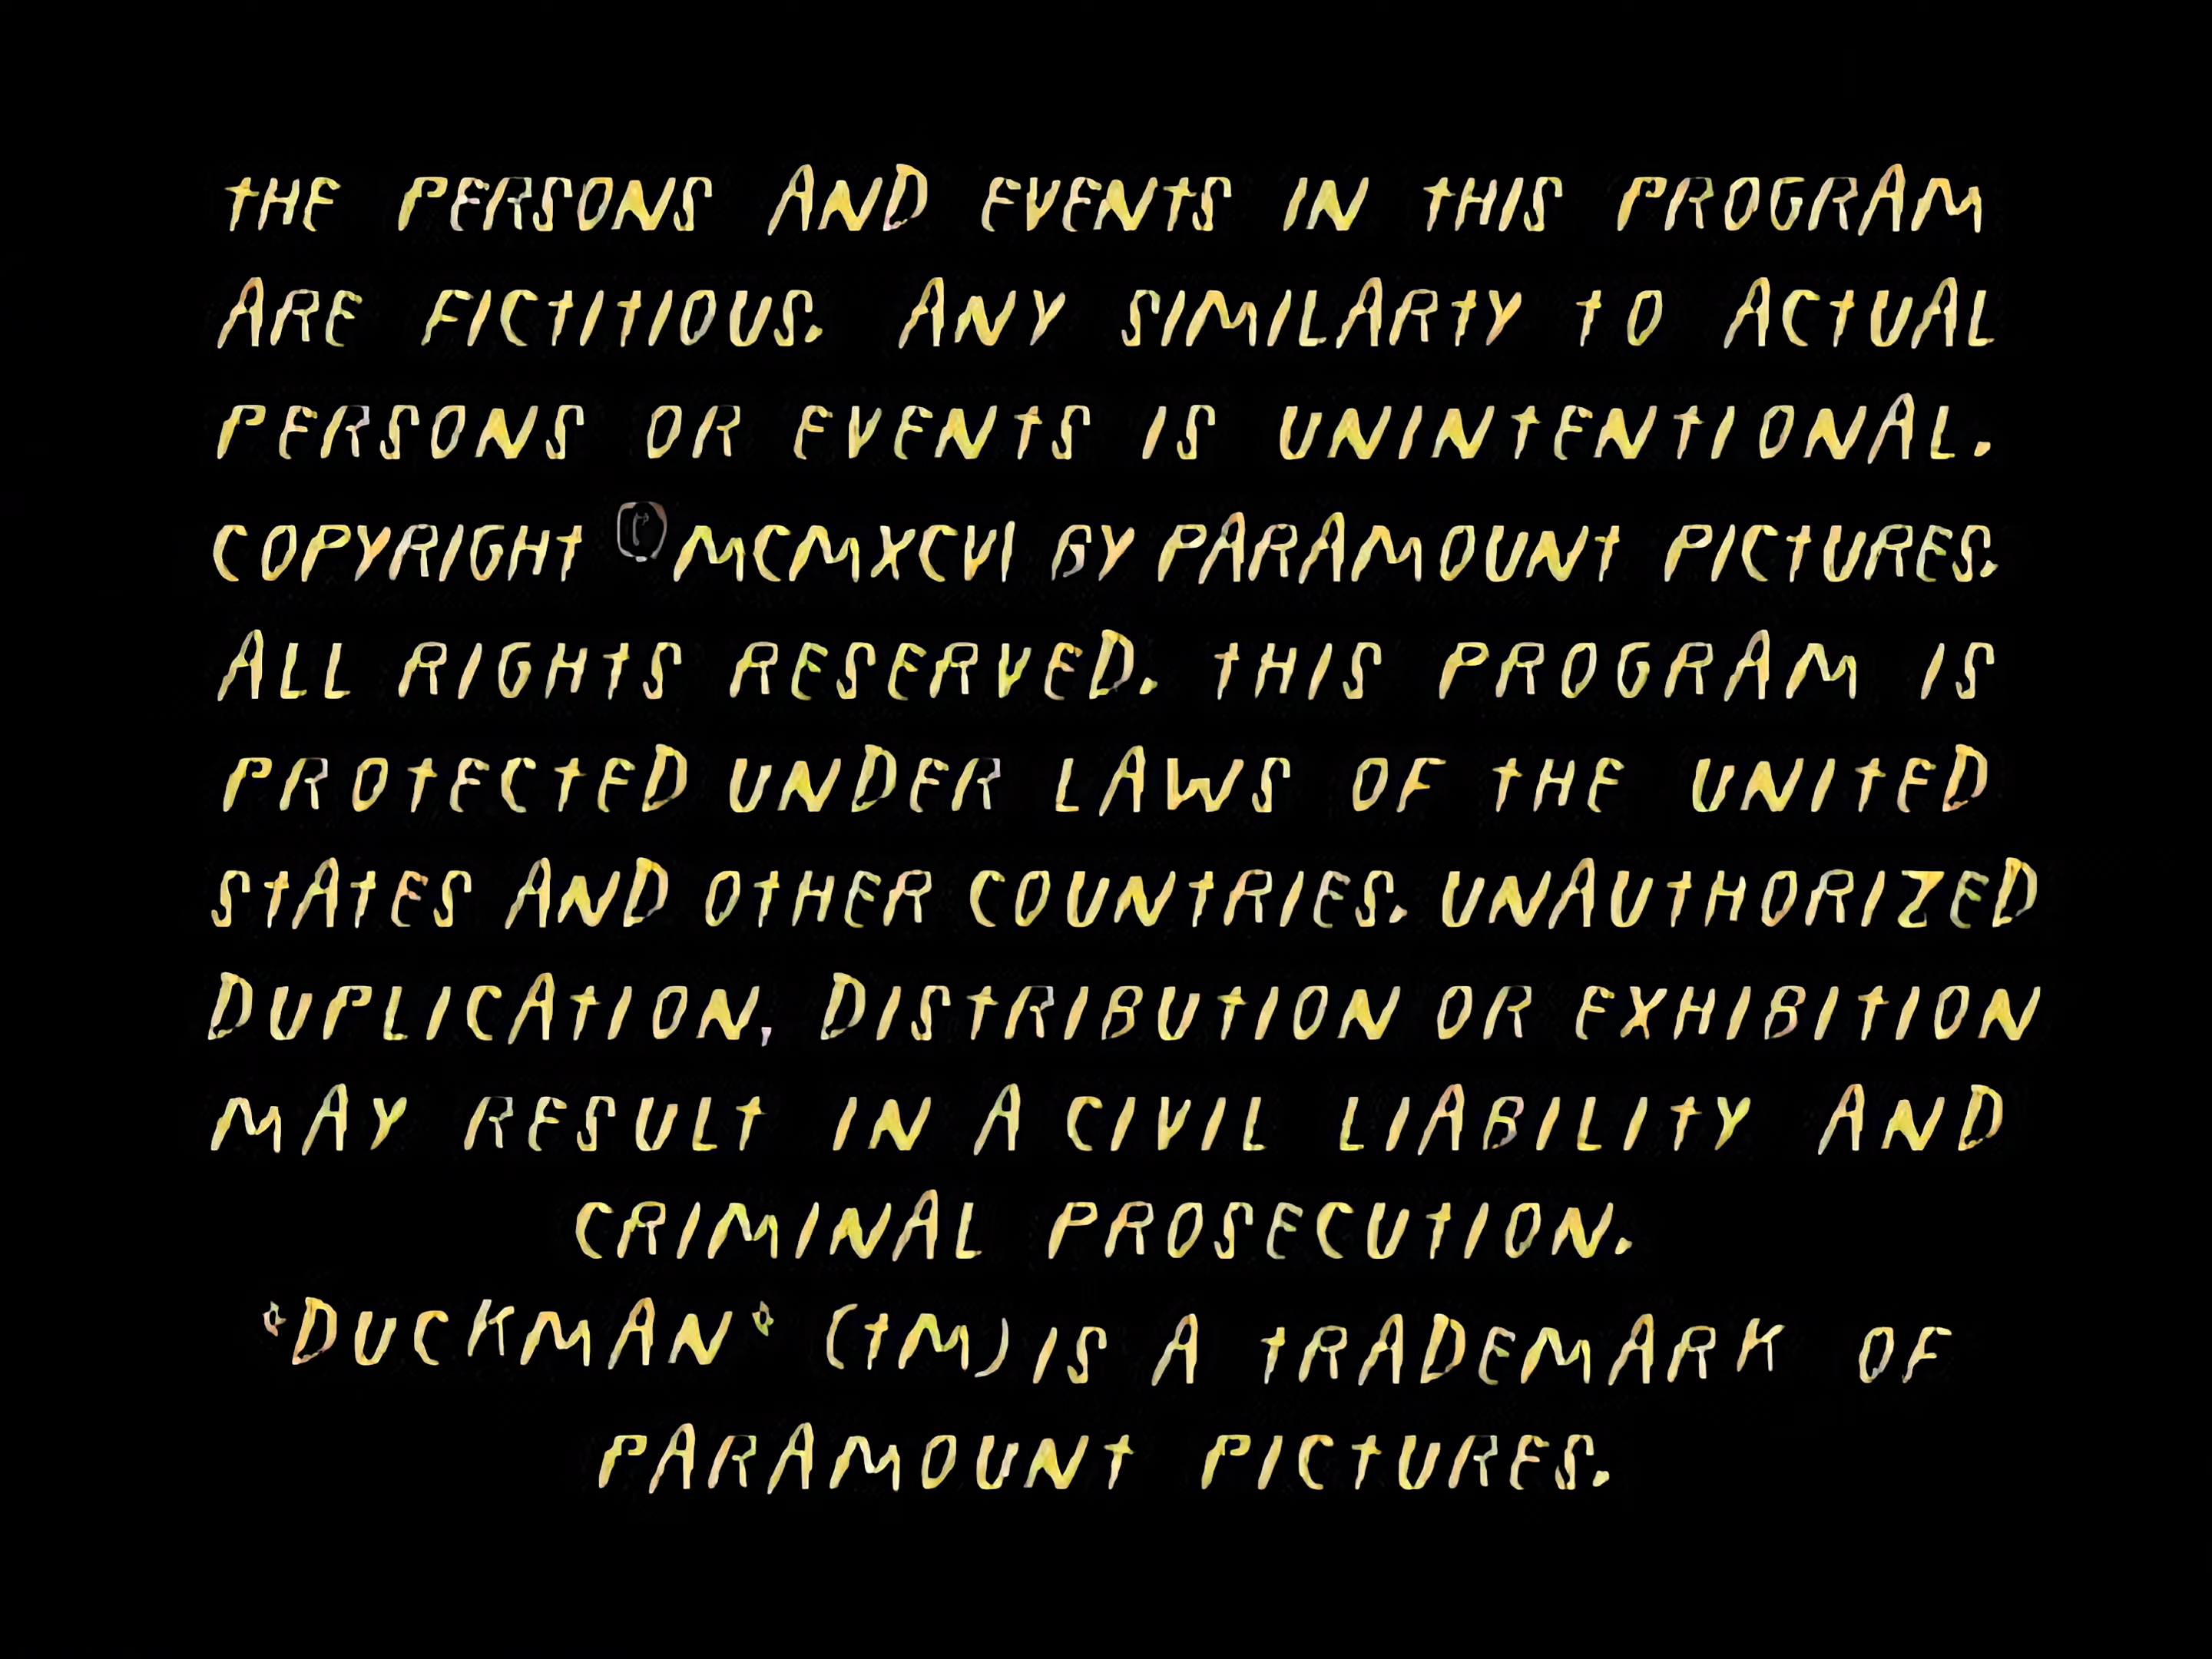 THE PERSONS AND EVENTS IN THIS PROGRAM
ARE FICTITIOUS. ANY SIMILARTY TO ACTUAL
PERSONS OR EVENTS IS UNINTENTIONAL.
COPYRIGHT © MCMXCVI BY PARAMOUNT PICTURES.
ALL RIGHTS RESERVED. THIS PROGRAM IS
PROTECTED UNDER LAWS OF THE UNITED
STATES AND OTHER COUNTRIES. UNAUTHORIZED
DUPLICATION, DISTRIBUTION OR EXHIBITION
MAY RESULT IN A CIVIL LIABILITY AND
CRIMINAL PROSECUTION.
"DUCKMAN" (TM) IS A TRADEMARK OF
PARAMOUNT PICTURES.